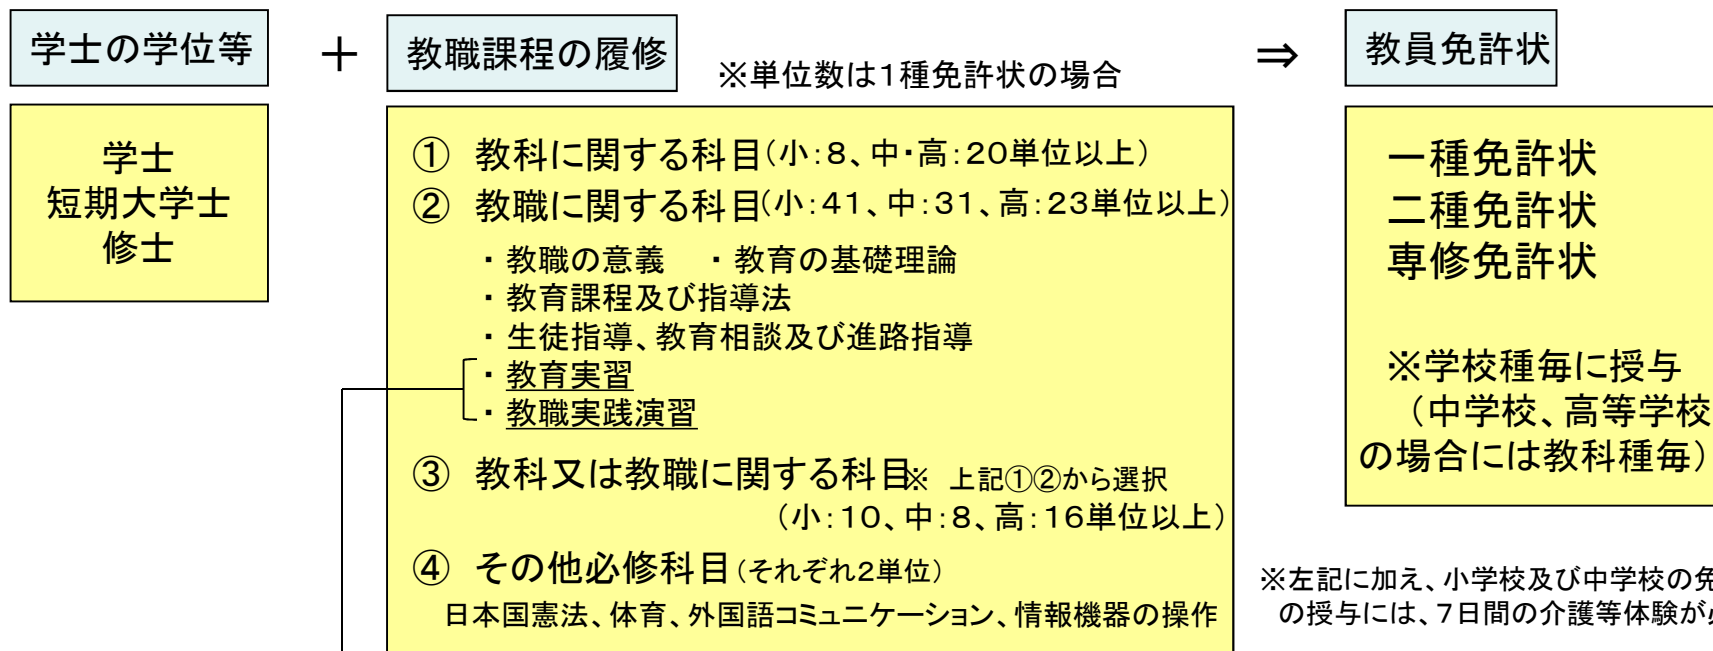 学士の学位等 ＋ 教職課程の履修 ※単位数は1種免許状の場合 ⇒ 教員免許状
学士
短期大学士
修士
① 教科に関する科目(小:8、中・高:20単位以上)
② 教職に関する科目(小:41、中:31、高:23単位以上)
・教職の意義 ・教育の基礎理論
・教育課程及び指導法
・生徒指導、教育相談及び進路指導
・教育実習
・教職実践演習
③ 教科又は教職に関する科目※ 上記①②から選択
(小:10、中:8、高:16単位以上)
④ その他必修科目(それぞれ2単位)
日本国憲法、体育、外国語コミュニケーション、情報機器の操作
一種免許状
二種免許状
専修免許状
※学校種毎に授与
(中学校、高等学校
の場合には教科種毎)
※左記に加え、小学校及び中学校の免
の授与には、7日間の介護等体験が